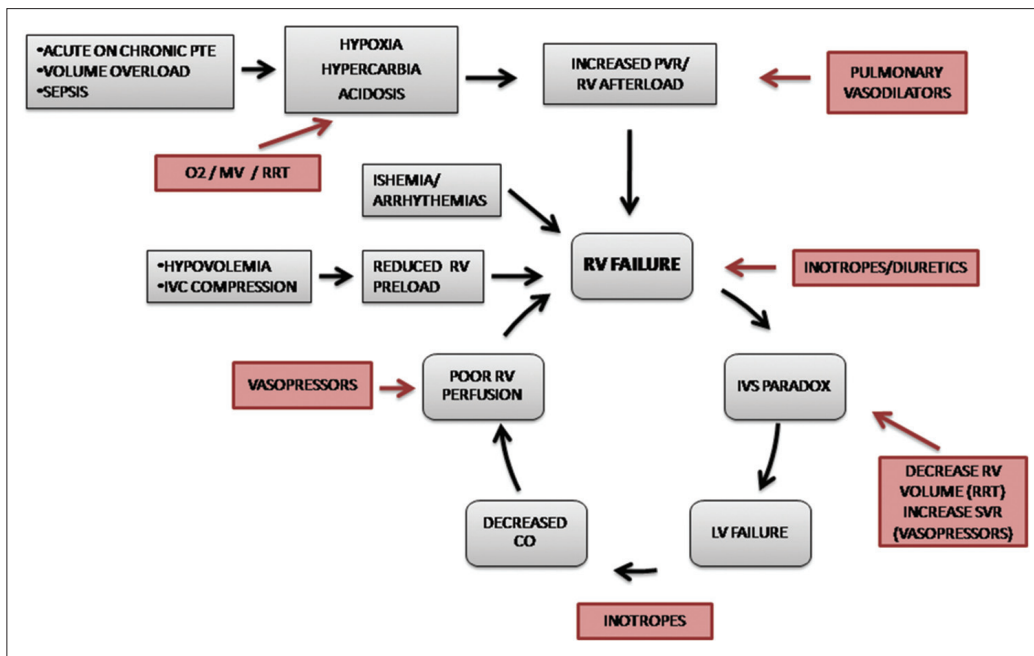 •ACUTE ON CHRONIC PTE
•VOLUME OVERLOAD
•SEPSIS
HYPOXIA
HYPERCARBIA
ACIDOSIS
INCREASED PVR/
RV AFTERLOAD
PULMONARY
VASODILATORS
O2 / MV / RRT
ISHEMIA/
ARRHYTHEMIAS
•HYPOVOLEMIA
•IVC COMPRESSION
REDUCED RV
PRELOAD
RV FAILURE
INOTROPES/DIURETICS
VASOPRESSORS
POOR RV
PERFUSION
IVS PARADOX
DECREASE RV
VOLUME (RRT)
INCREASE SVR
(VASOPRESSORS)
DECREASED
CO
LV FAILURE
INOTROPES